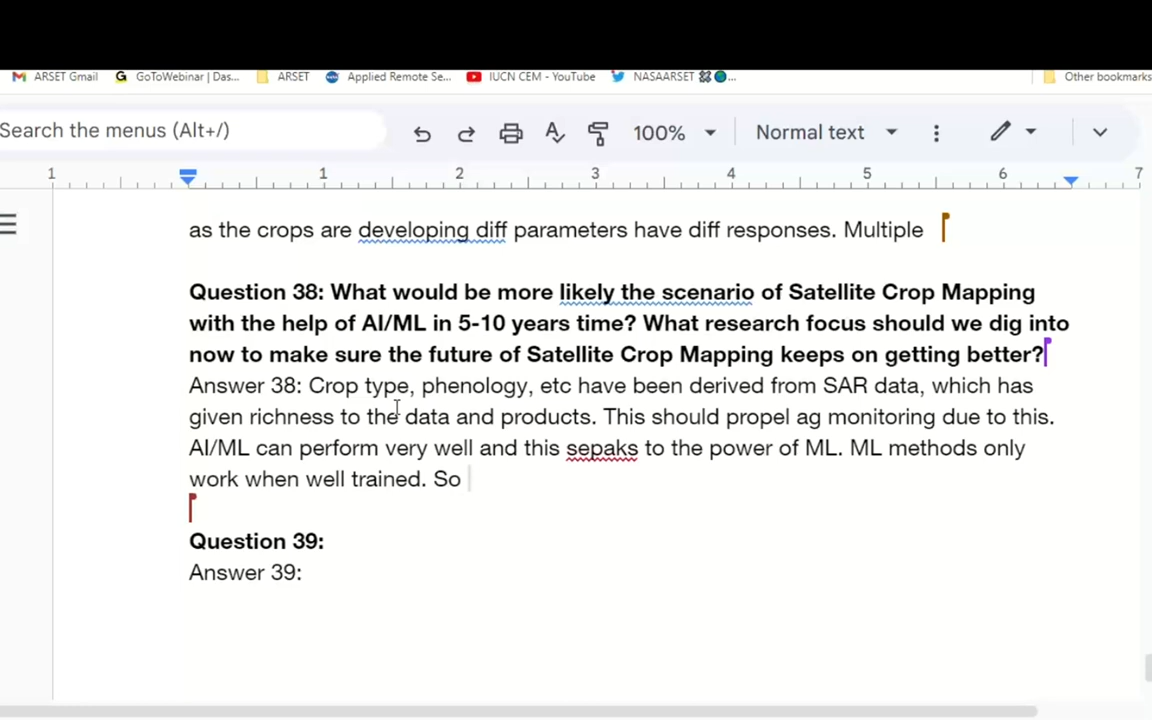 ARSET Gmail GoToWebinar | Das... ARSET Applied Remote Se... IUCN CEM - YouTube NASAARSET 🛰🌎... Other bookmarks
Search the menus (Alt+/) 100% Normal text
1 1 2 3 4 5 6 7
as the crops are developing diff parameters have diff responses. Multiple
Question 38: What would be more likely the scenario of Satellite Crop Mapping
with the help of AI/ML in 5-10 years time? What research focus should we dig into
now to make sure the future of Satellite Crop Mapping keeps on getting better?
Answer 38: Crop type, phenology, etc have been derived from SAR data, which has
given richness to the data and products. This should propel ag monitoring due to this.
AI/ML can perform very well and this sepaks to the power of ML. ML methods only
work when well trained. So
Question 39:
Answer 39: